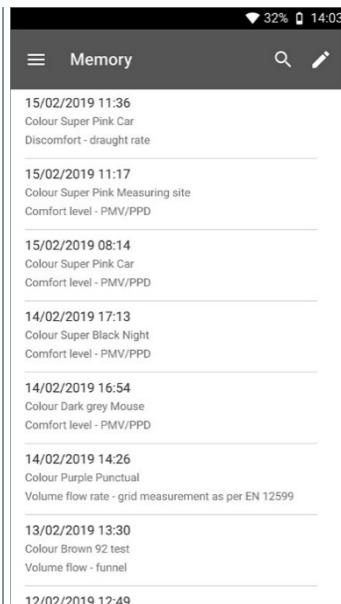 32% 14:03
Memory
15/02/2019 11:36
Colour Super Pink Car
Discomfort - draught rate
15/02/2019 11:17
Colour Super Pink Measuring site
Comfort level - PMV/PPD
15/02/2019 08:14
Colour Super Pink Car
Comfort level - PMV/PPD
14/02/2019 17:13
Colour Super Black Night
Comfort level - PMV/PPD
14/02/2019 16:54
Colour Dark grey Mouse
Comfort level - PMV/PPD
14/02/2019 14:26
Colour Purple Punctual
Volume flow rate - grid measurement as per EN 12599
13/02/2019 13:30
Colour Brown 92 test
Volume flow - funnel
12/02/2019 12:49